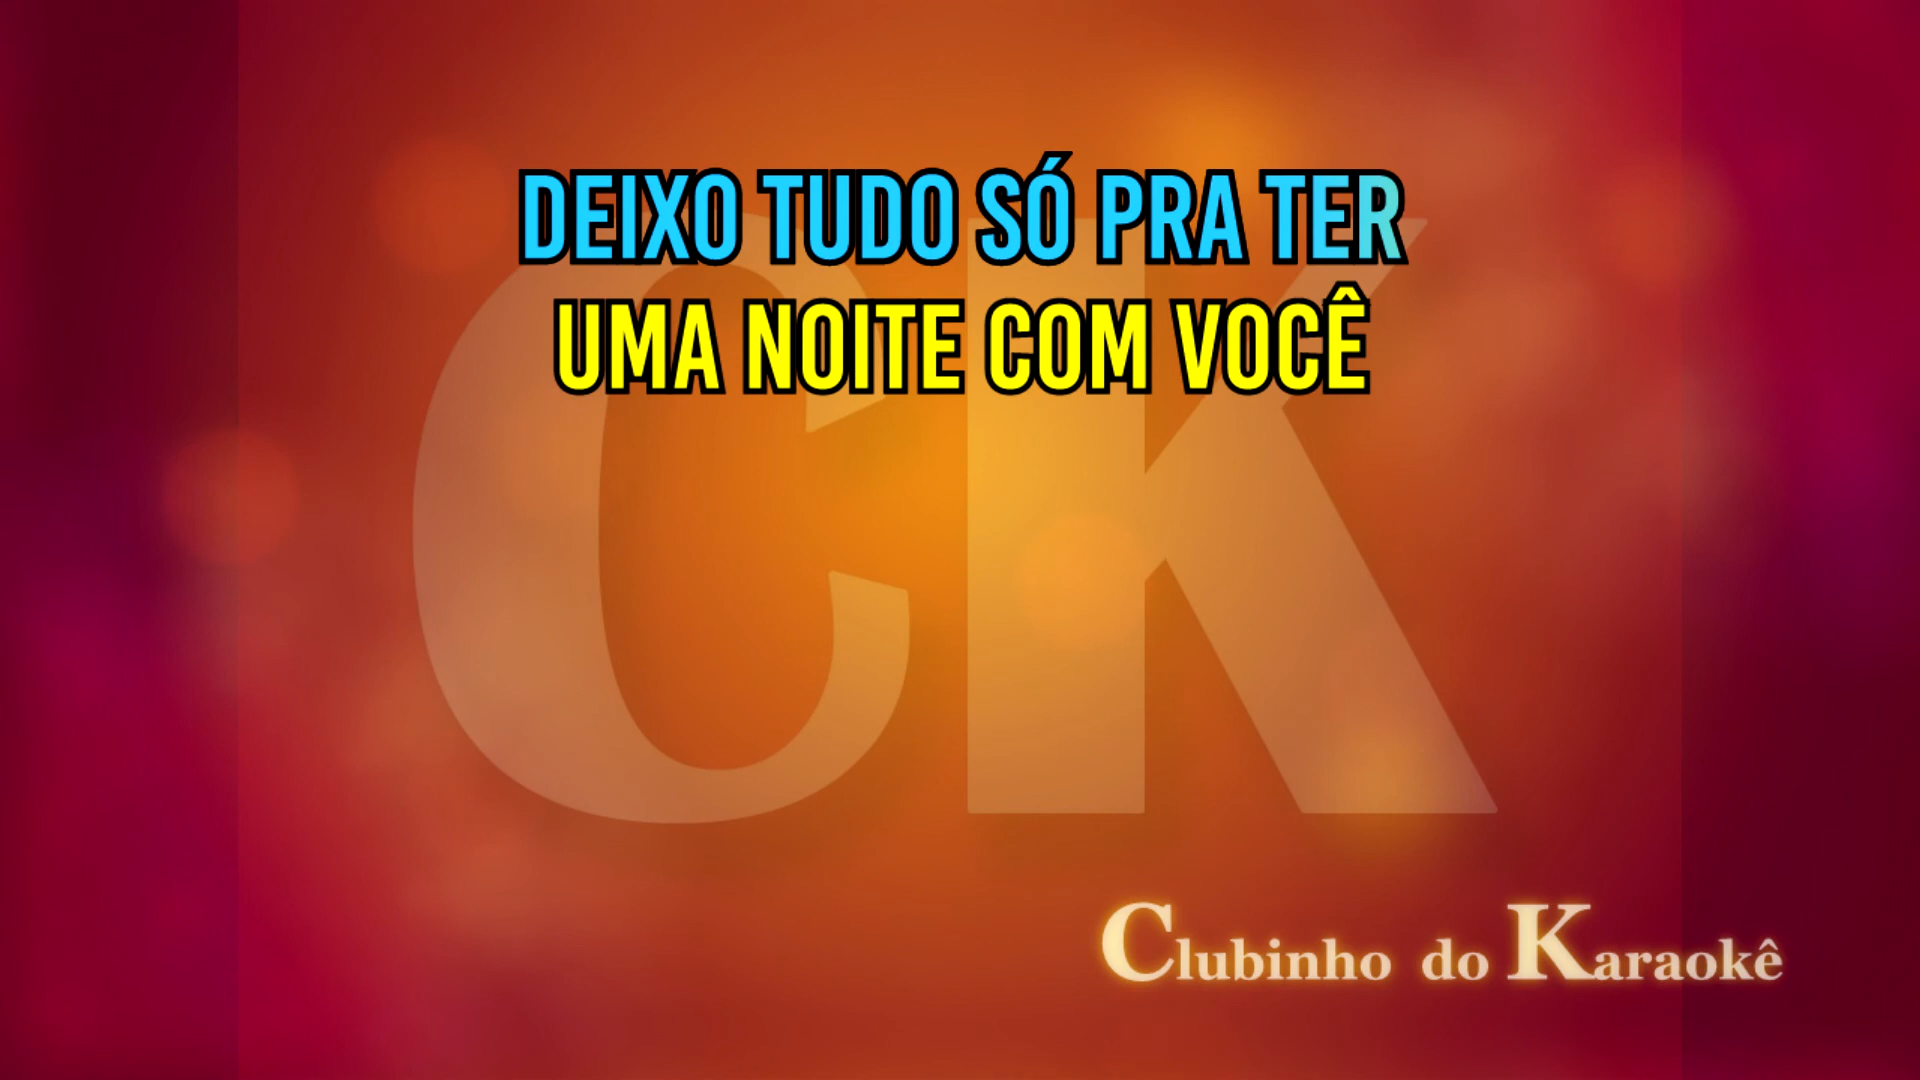 DEIXO TUDO SÓ PRA TER
UMA NOITE COM VOCÊ
CK
Clubinho do Karaokê